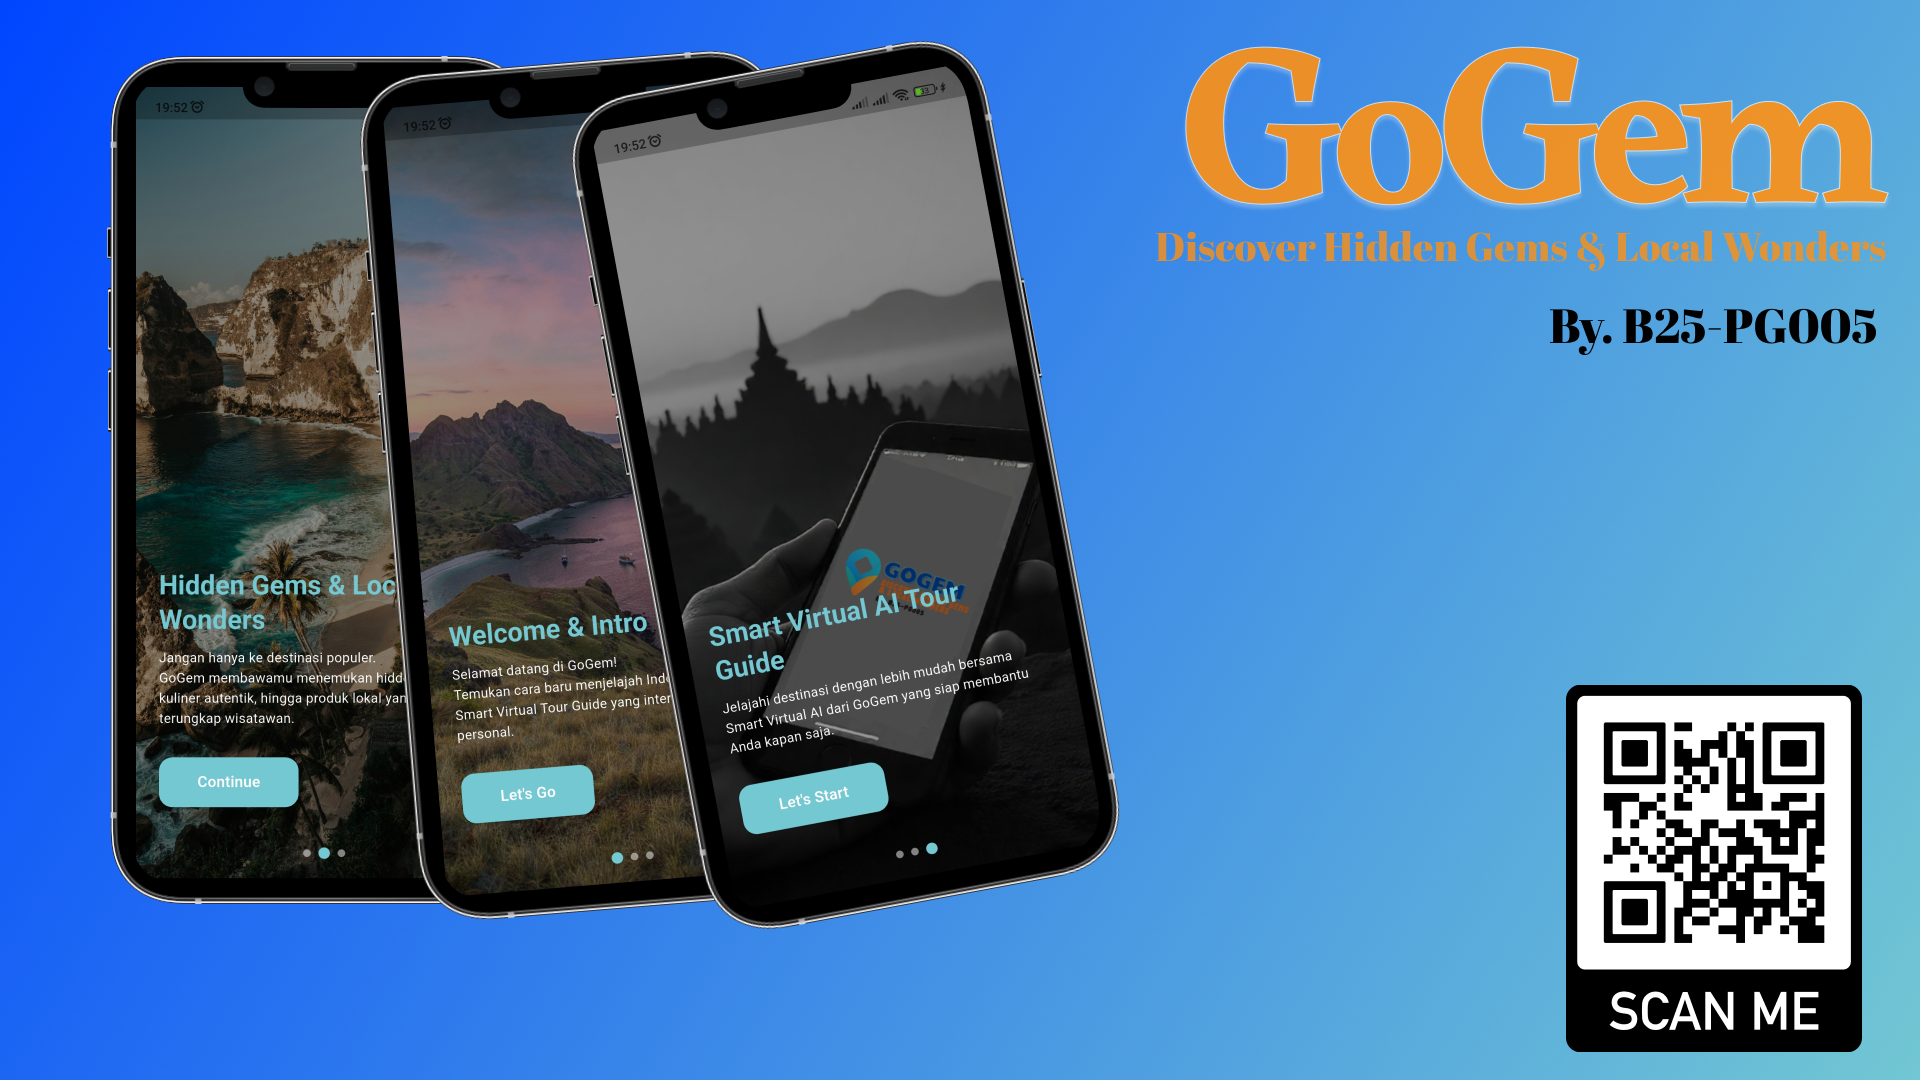 GoGem
Discover Hidden Gems & Local Wonders
By. B25-PG005
19:52
Hidden Gems & Loc
Wonders
Jangan hanya ke destinasi populer.
GoGem membawamu menemukan hidd
kuliner autentik, hingga produk lokal yan
terungkap wisatawan.
Continue
19:52
Welcome & Intro
Selamat datang di GoGem!
Temukan cara baru menjelajah Indo
Smart Virtual Tour Guide yang inter
personal.
Let's Go
19:52
GOGEM
Smart Virtual AI Tour
Guide
Jelajahi destinasi dengan lebih mudah bersama
Smart Virtual AI dari GoGem yang siap membantu
Anda kapan saja.
Let's Start
SCAN ME